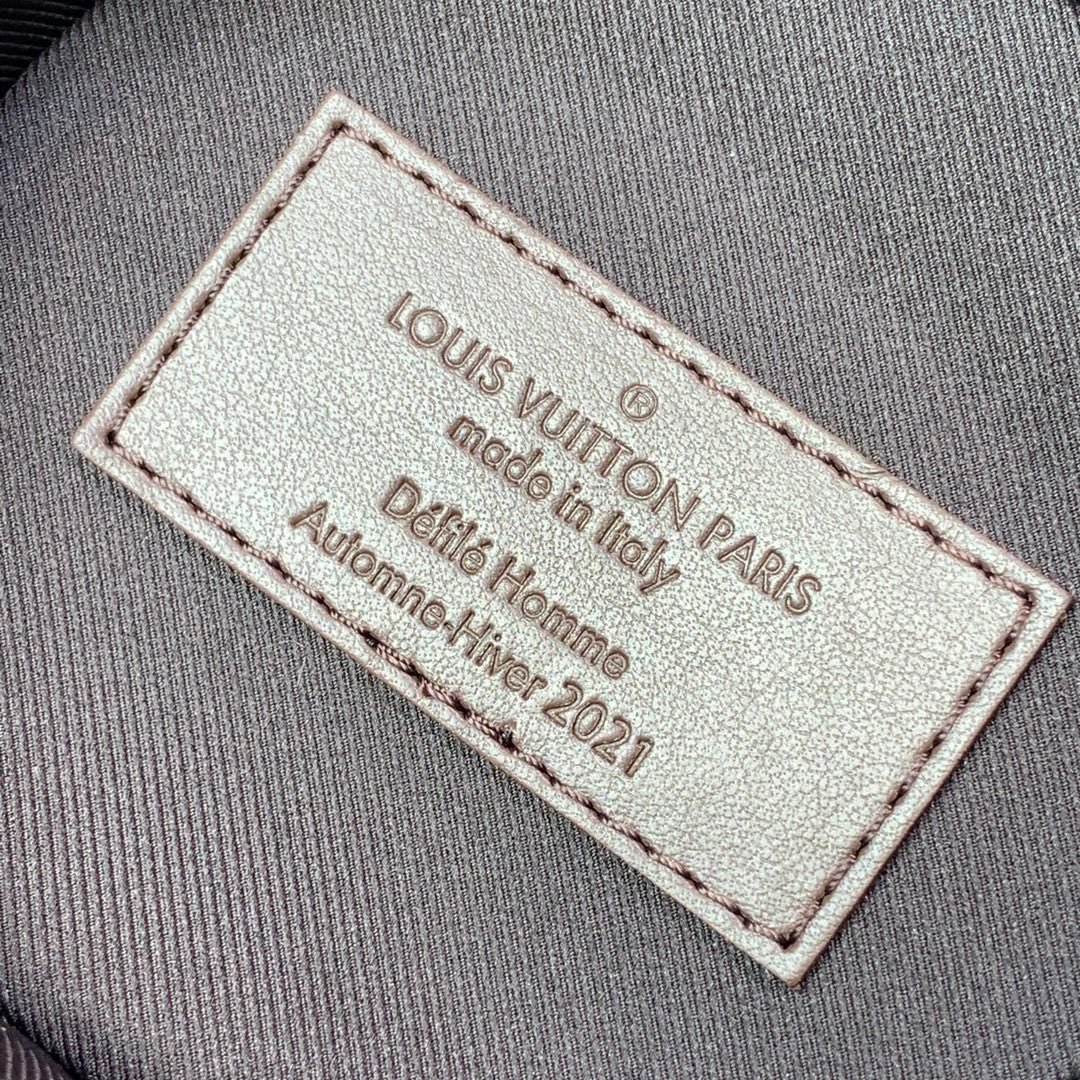 ®
LOUIS VUITTON PARIS
made in Italy
Défilé Homme
Automne-Hiver 2021